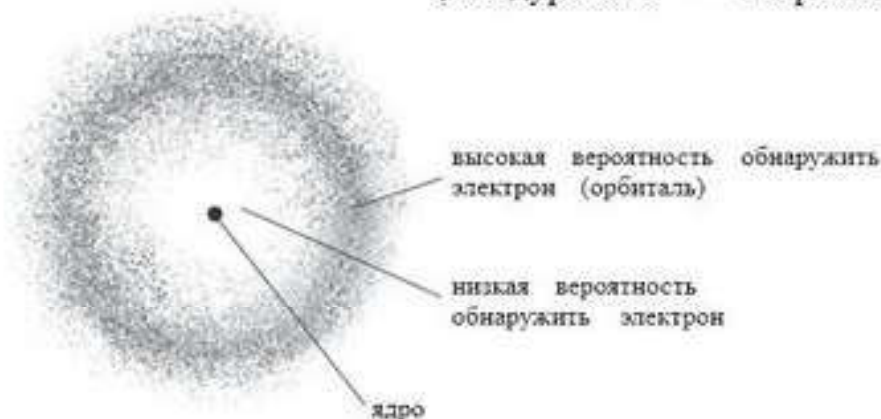 высокая вероятность обнаружить
электрон (орбиталь)
низкая вероятность
обнаружить электрон
ядро